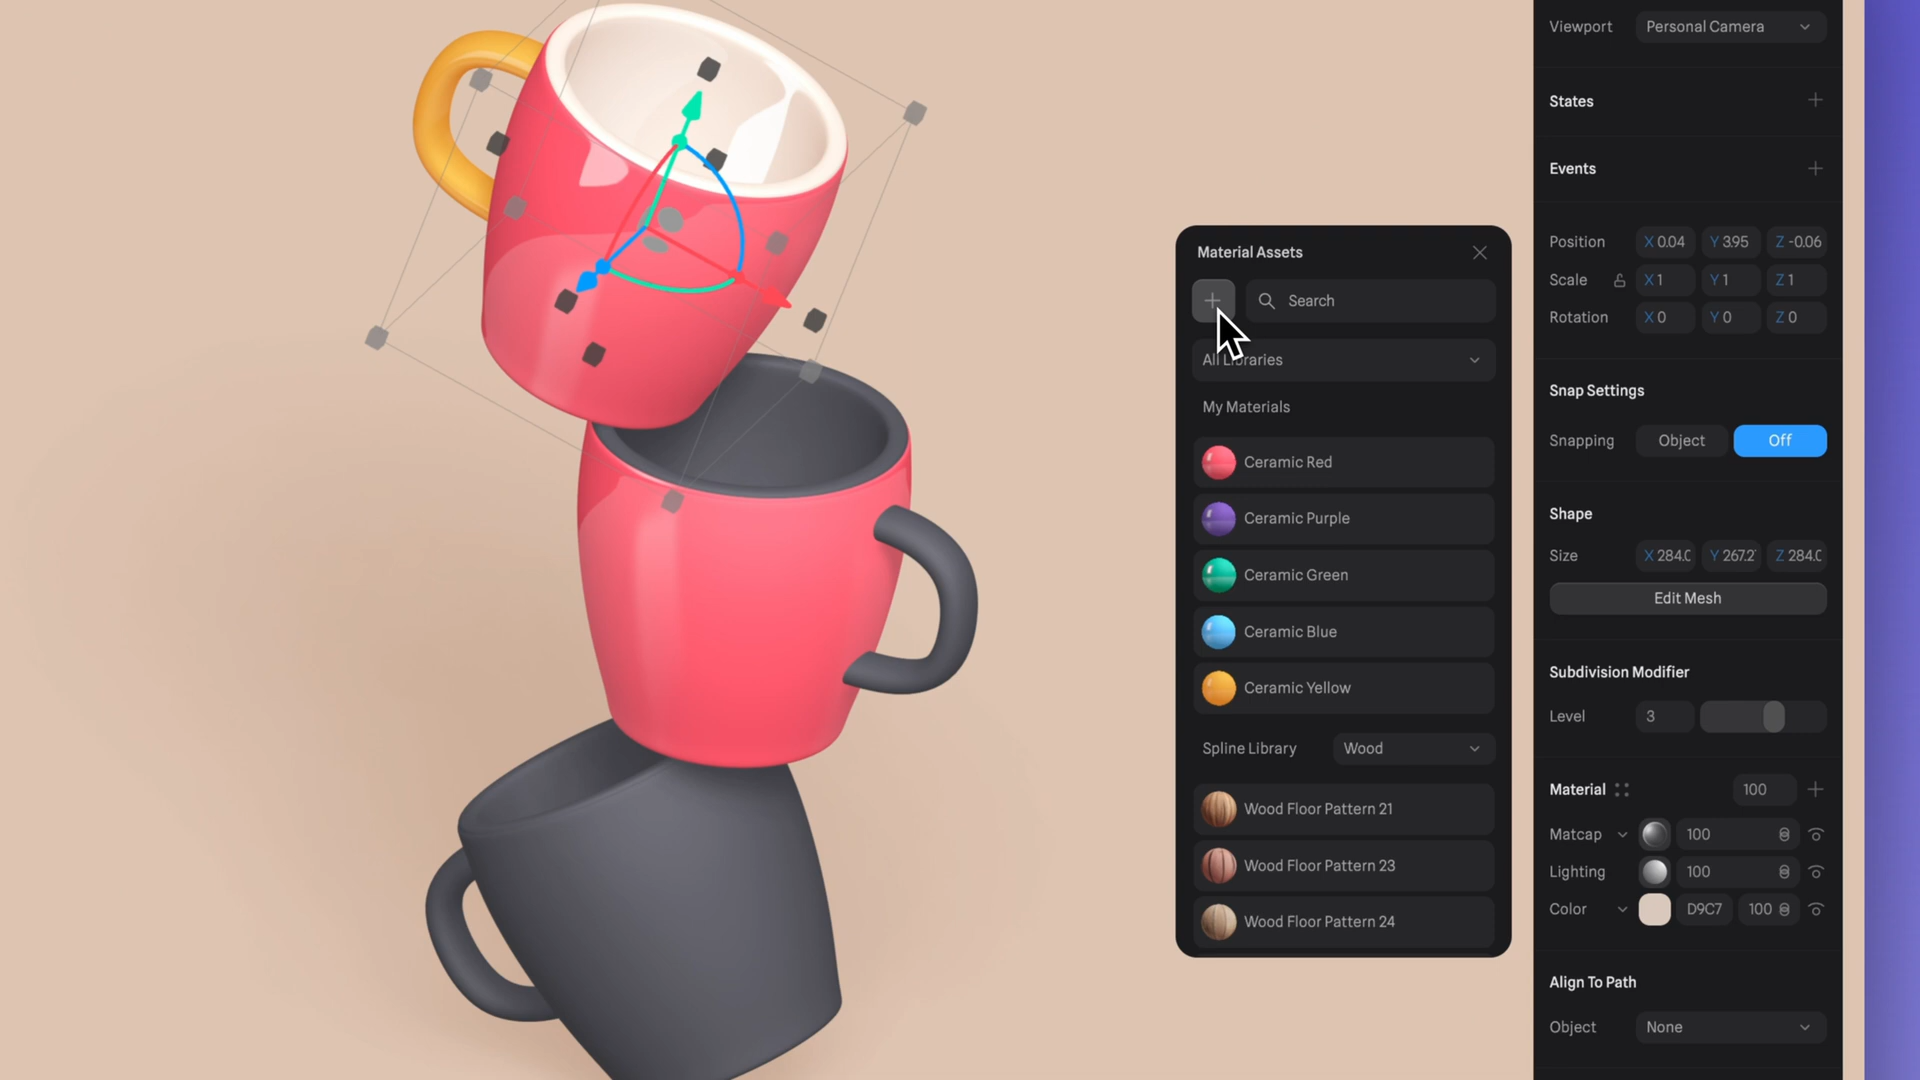 Viewport Personal Camera
States
Events
Position X 0.04 Y 3.95 Z -0.06
Scale X 1 Y 1 Z 1
Rotation X 0 Y 0 Z 0
Snap Settings
Snapping Object Off
Shape
Size X 284.0 Y 267.2 Z 284.0
Edit Mesh
Subdivision Modifier
Level 3
Material 100
Matcap 100
Lighting 100
Color D9C7 100
Align To Path
Object None
Material Assets
Search
All Libraries
My Materials
Ceramic Red
Ceramic Purple
Ceramic Green
Ceramic Blue
Ceramic Yellow
Spline Library Wood
Wood Floor Pattern 21
Wood Floor Pattern 23
Wood Floor Pattern 24